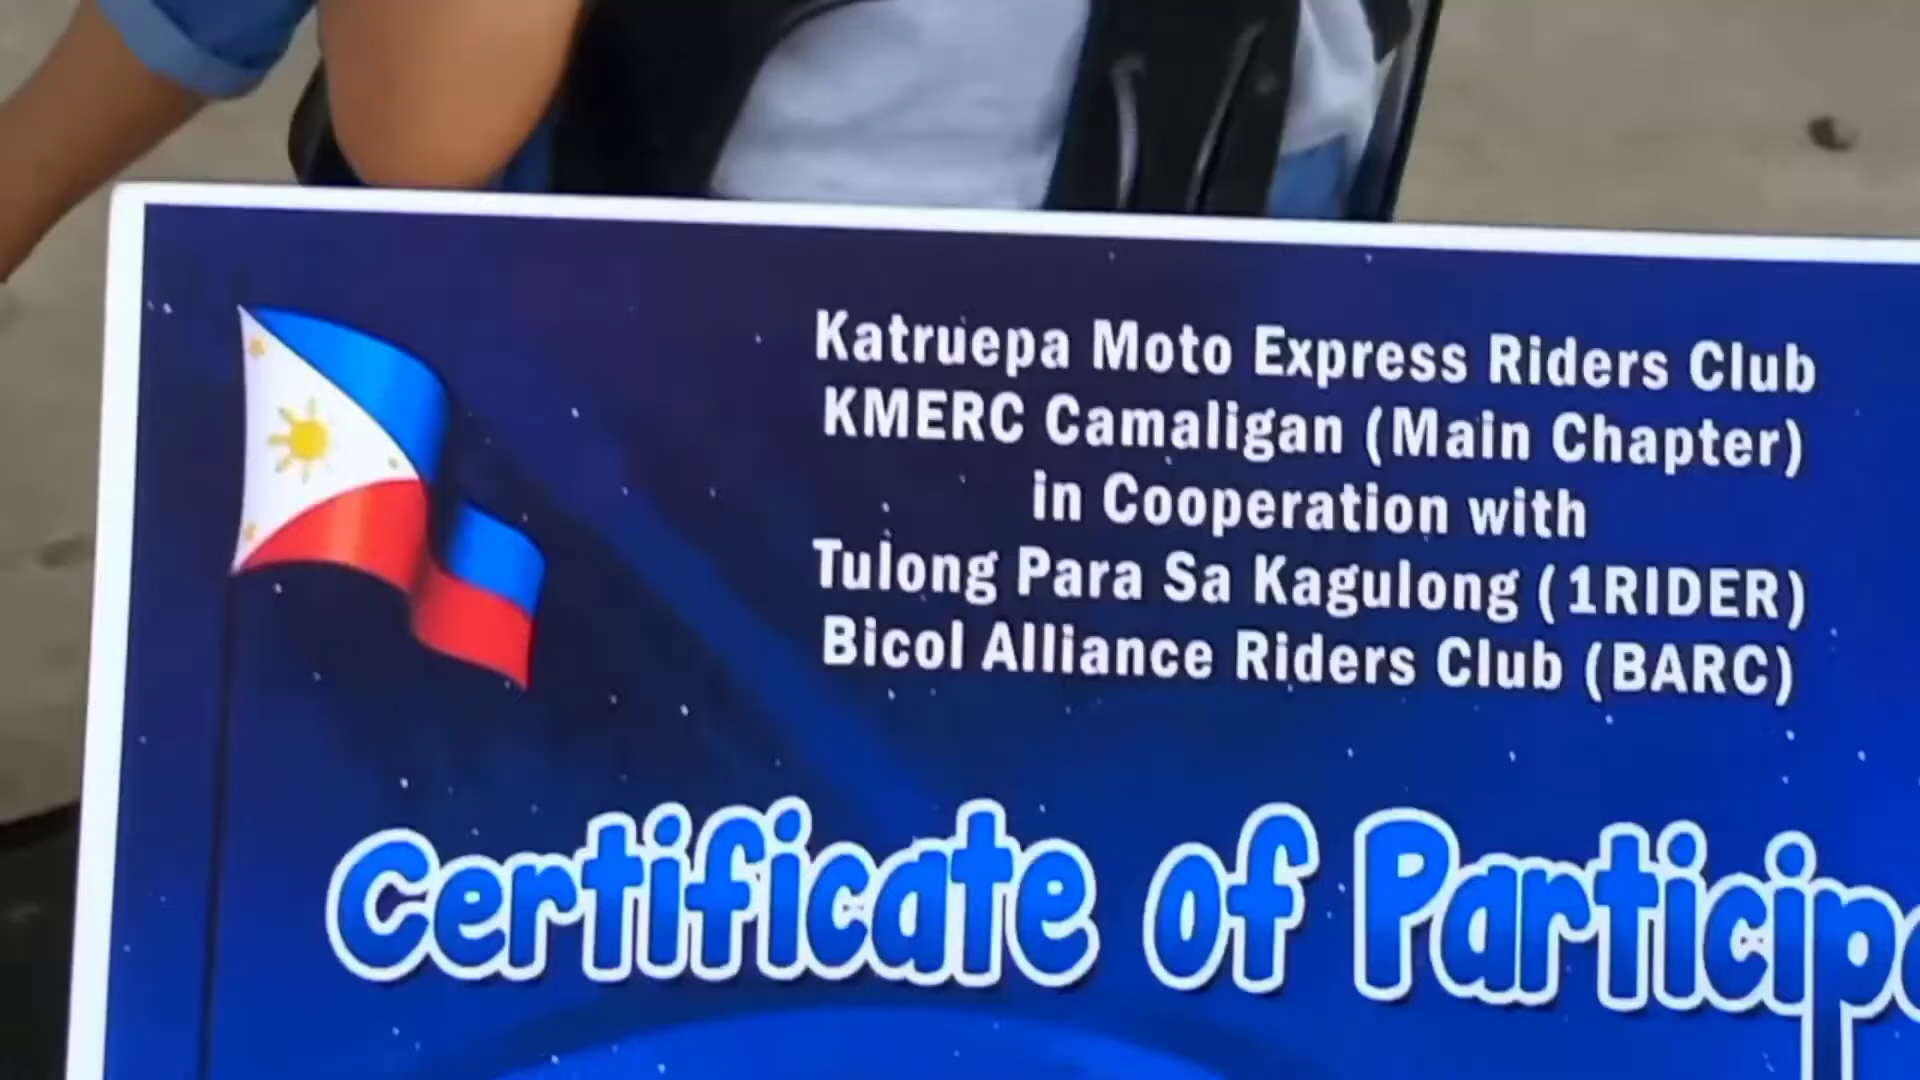 Katruepa Moto Express Riders Club
KMERC Camaligan (Main Chapter)
in Cooperation with
Tulong Para Sa Kagulong (1RIDER)
Bicol Alliance Riders Club (BARC)
Certificate of